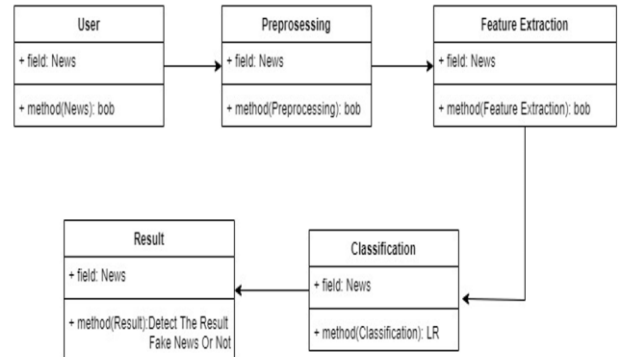 User
+ field: News
+ method(News): bob
Preprosessing
+ field: News
+ method(Preprocessing): bob
Feature Extraction
+ field: News
+ method(Feature Extraction): bob
Result
+ field: News
+ method(Result):Detect The Result
Fake News Or Not
Classification
+ field: News
+ method(Classification): LR